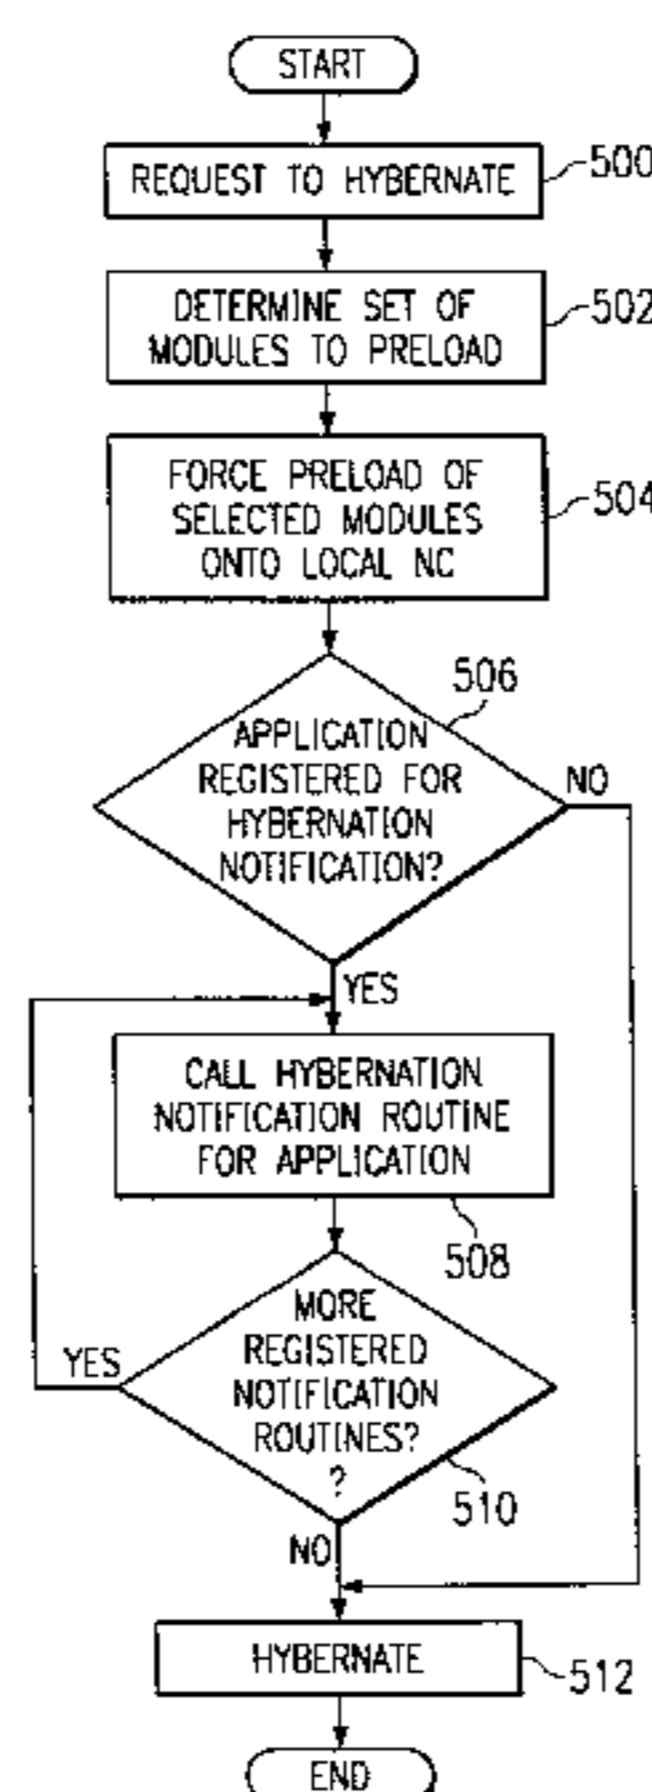 START
REQUEST TO HYBERNATE
500
DETERMINE SET OF
MODULES TO PRELOAD
502
FORCE PRELOAD OF
SELECTED MODULES
ONTO LOCAL NC
504
506
APPLICATION
REGISTERED FOR
HYBERNATION
NOTIFICATION?
NO
YES
CALL HYBERNATION
NOTIFICATION ROUTINE
FOR APPLICATION
508
MORE
REGISTERED
NOTIFICATION
ROUTINES?
?
YES
510
NO
HYBERNATE
512
END